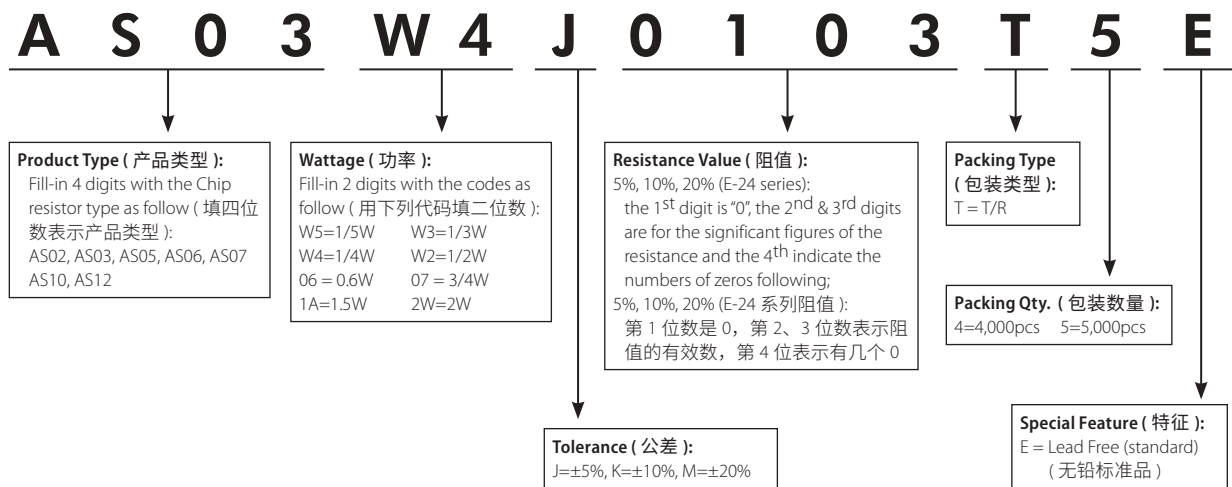 A S 0 3 W 4 J 0 1 0 3 T 5 E
Product Type ( 产品类型 ):
Fill-in 4 digits with the Chip
resistor type as follow ( 填四位
数表示产品类型 ):
AS02, AS03, AS05, AS06, AS07
AS10, AS12
Wattage ( 功率 ):
Fill-in 2 digits with the codes as
follow ( 用下列代码填二位数 ):
W5=1/5W W3=1/3W
W4=1/4W W2=1/2W
06 = 0.6W 07 = 3/4W
1A=1.5W 2W=2W
Resistance Value ( 阻值 ):
5%, 10%, 20% (E-24 series):
the 1st digit is “0”, the 2nd & 3rd digits
are for the significant figures of the
resistance and the 4th indicate the
numbers of zeros following;
5%, 10%, 20% (E-24 系列阻值 ):
第 1 位数是 0，第 2、3 位数表示阻
值的有效数，第 4 位表示有几个 0
Packing Type
( 包装类型 ):
T = T/R
Packing Qty. ( 包装数量 ):
4=4,000pcs 5=5,000pcs
Tolerance ( 公差 ):
J=±5%, K=±10%, M=±20%
Special Feature ( 特征 ):
E = Lead Free (standard)
( 无铅标准品 )